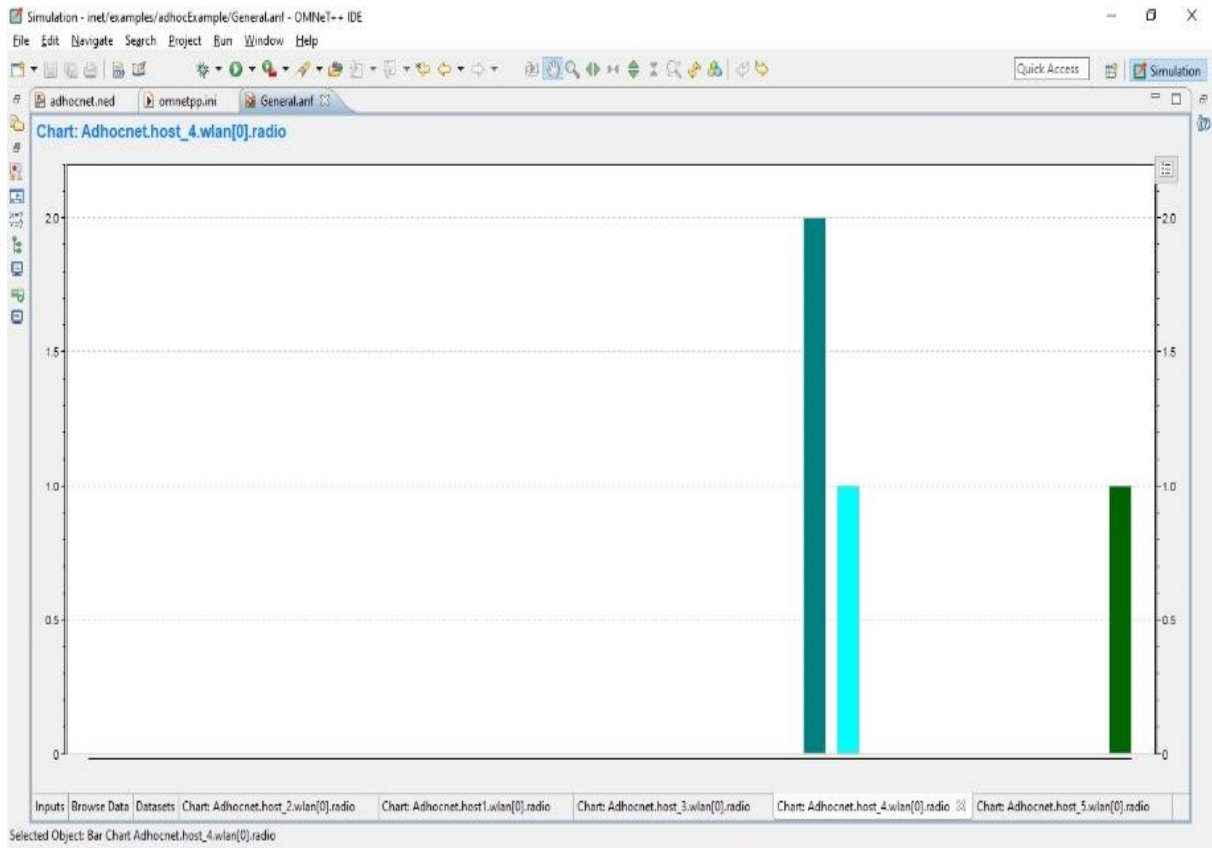 Simulation - inet/examples/adhocExample/General.anf - OMNeT++ IDE
File Edit Navigate Search Project Run Window Help
Quick Access
Simulation
adhocnet.ned omnetpp.ini General.anf
Chart: Adhocnet.host_4.wlan[0].radio
2.0 2.0
1.5 1.5
1.0 1.0
0.5 0.5
0 0
Inputs Browse Data Datasets Chart: Adhocnet.host_2.wlan[0].radio Chart: Adhocnet.host1.wlan[0].radio Chart: Adhocnet.host_3.wlan[0].radio Chart: Adhocnet.host_4.wlan[0].radio Chart: Adhocnet.host_5.wlan[0].radio
Selected Object: Bar Chart Adhocnet.host_4.wlan[0].radio